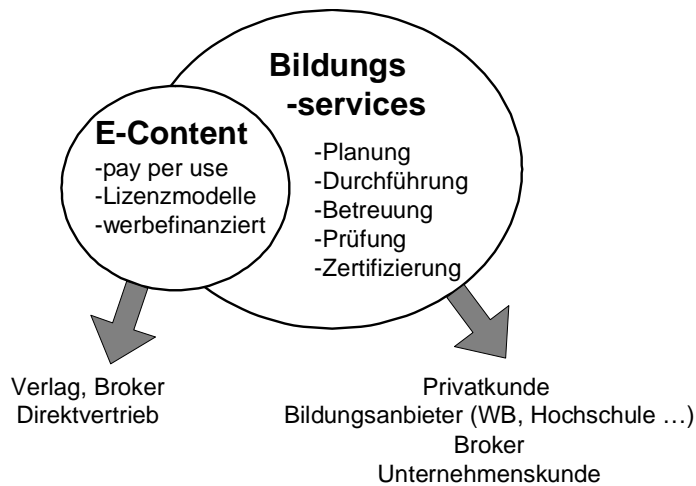 Bildungs
-services
E-Content
-pay per use
-Lizenzmodelle
-werbefinanziert
-Planung
-Durchführung
-Betreuung
-Prüfung
-Zertifizierung
Verlag, Broker
Direktvertrieb
Privatkunde
Bildungsanbieter (WB, Hochschule …)
Broker
Unternehmenskunde